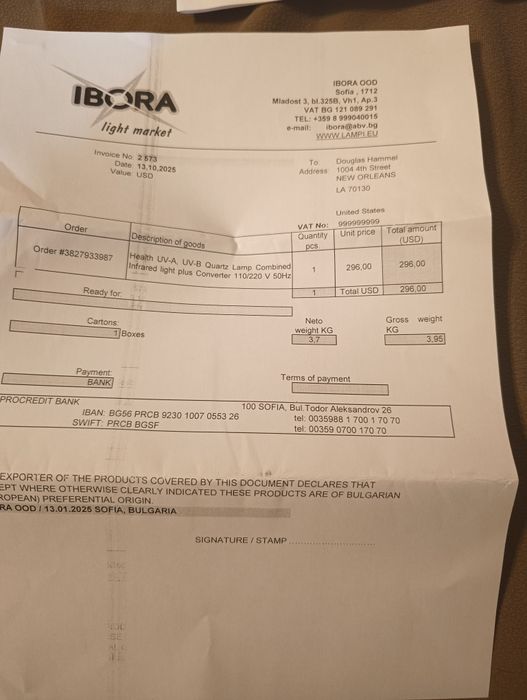 IBORA
light market
IBORA OOD
Sofia, 1712
Mladost 3, bl.325B, Vh1, Ap.3
VAT BG 121 089 291
TEL: +359 8 999040015
e-mail: ibora@abv.bg
WWW.LAMPI.EU
Invoice No 2 573
Date: 13.10.2025
Value: USD
To Douglas Hammel
Address 1004 4th Street
NEW ORLEANS
LA 70130
United States
VAT No: 999999999
Order Description of goods Quantity pcs. Unit price Total amount (USD)
Order #3827933987 Health UV-A, UV-B Quartz Lamp Combined 1 296,00 296,00
Infrared light plus Converter 110/220 V 50Hz
Ready for: 1 Total USD 296,00
Cartons: Neto weight KG Gross weight KG
1 Boxes 3,7 3,95
Payment: Terms of payment
BANK
PROCREDIT BANK 100 SOFIA, Bul.Todor Aleksandrov 26
IBAN: BG56 PRCB 9230 1007 0553 26 tel: 0035988 1 700 1 70 70
SWIFT: PRCB BGSF tel: 00359 0700 170 70
EXPORTER OF THE PRODUCTS COVERED BY THIS DOCUMENT DECLARES THAT
EPT WHERE OTHERWISE CLEARLY INDICATED THESE PRODUCTS ARE OF BULGARIAN
ROPEAN) PREFERENTIAL ORIGIN.
RA OOD / 13.01.2025 SOFIA, BULGARIA
SIGNATURE / STAMP ........................